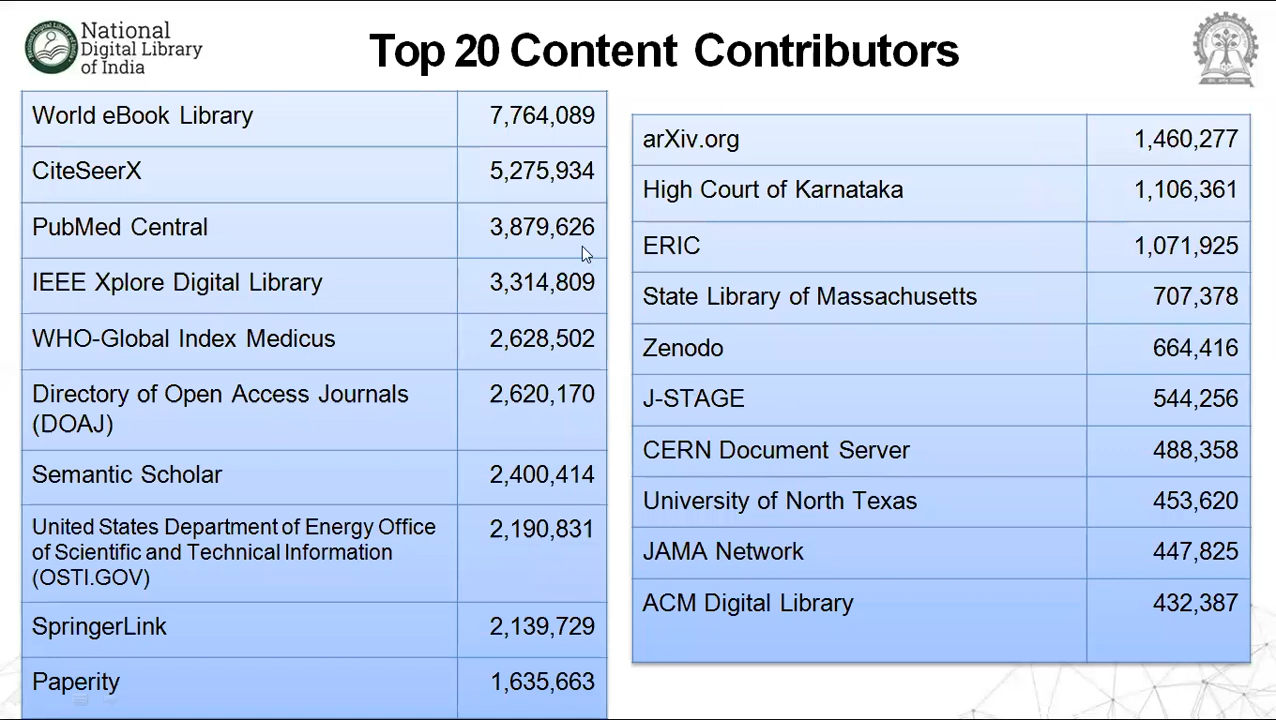 National
Digital Library
of India
Top 20 Content Contributors
World eBook Library 7,764,089
CiteSeerX 5,275,934
PubMed Central 3,879,626
IEEE Xplore Digital Library 3,314,809
WHO-Global Index Medicus 2,628,502
Directory of Open Access Journals 2,620,170
(DOAJ)
Semantic Scholar 2,400,414
United States Department of Energy Office 2,190,831
of Scientific and Technical Information
(OSTI.GOV)
SpringerLink 2,139,729
Paperity 1,635,663
arXiv.org 1,460,277
High Court of Karnataka 1,106,361
ERIC 1,071,925
State Library of Massachusetts 707,378
Zenodo 664,416
J-STAGE 544,256
CERN Document Server 488,358
University of North Texas 453,620
JAMA Network 447,825
ACM Digital Library 432,387